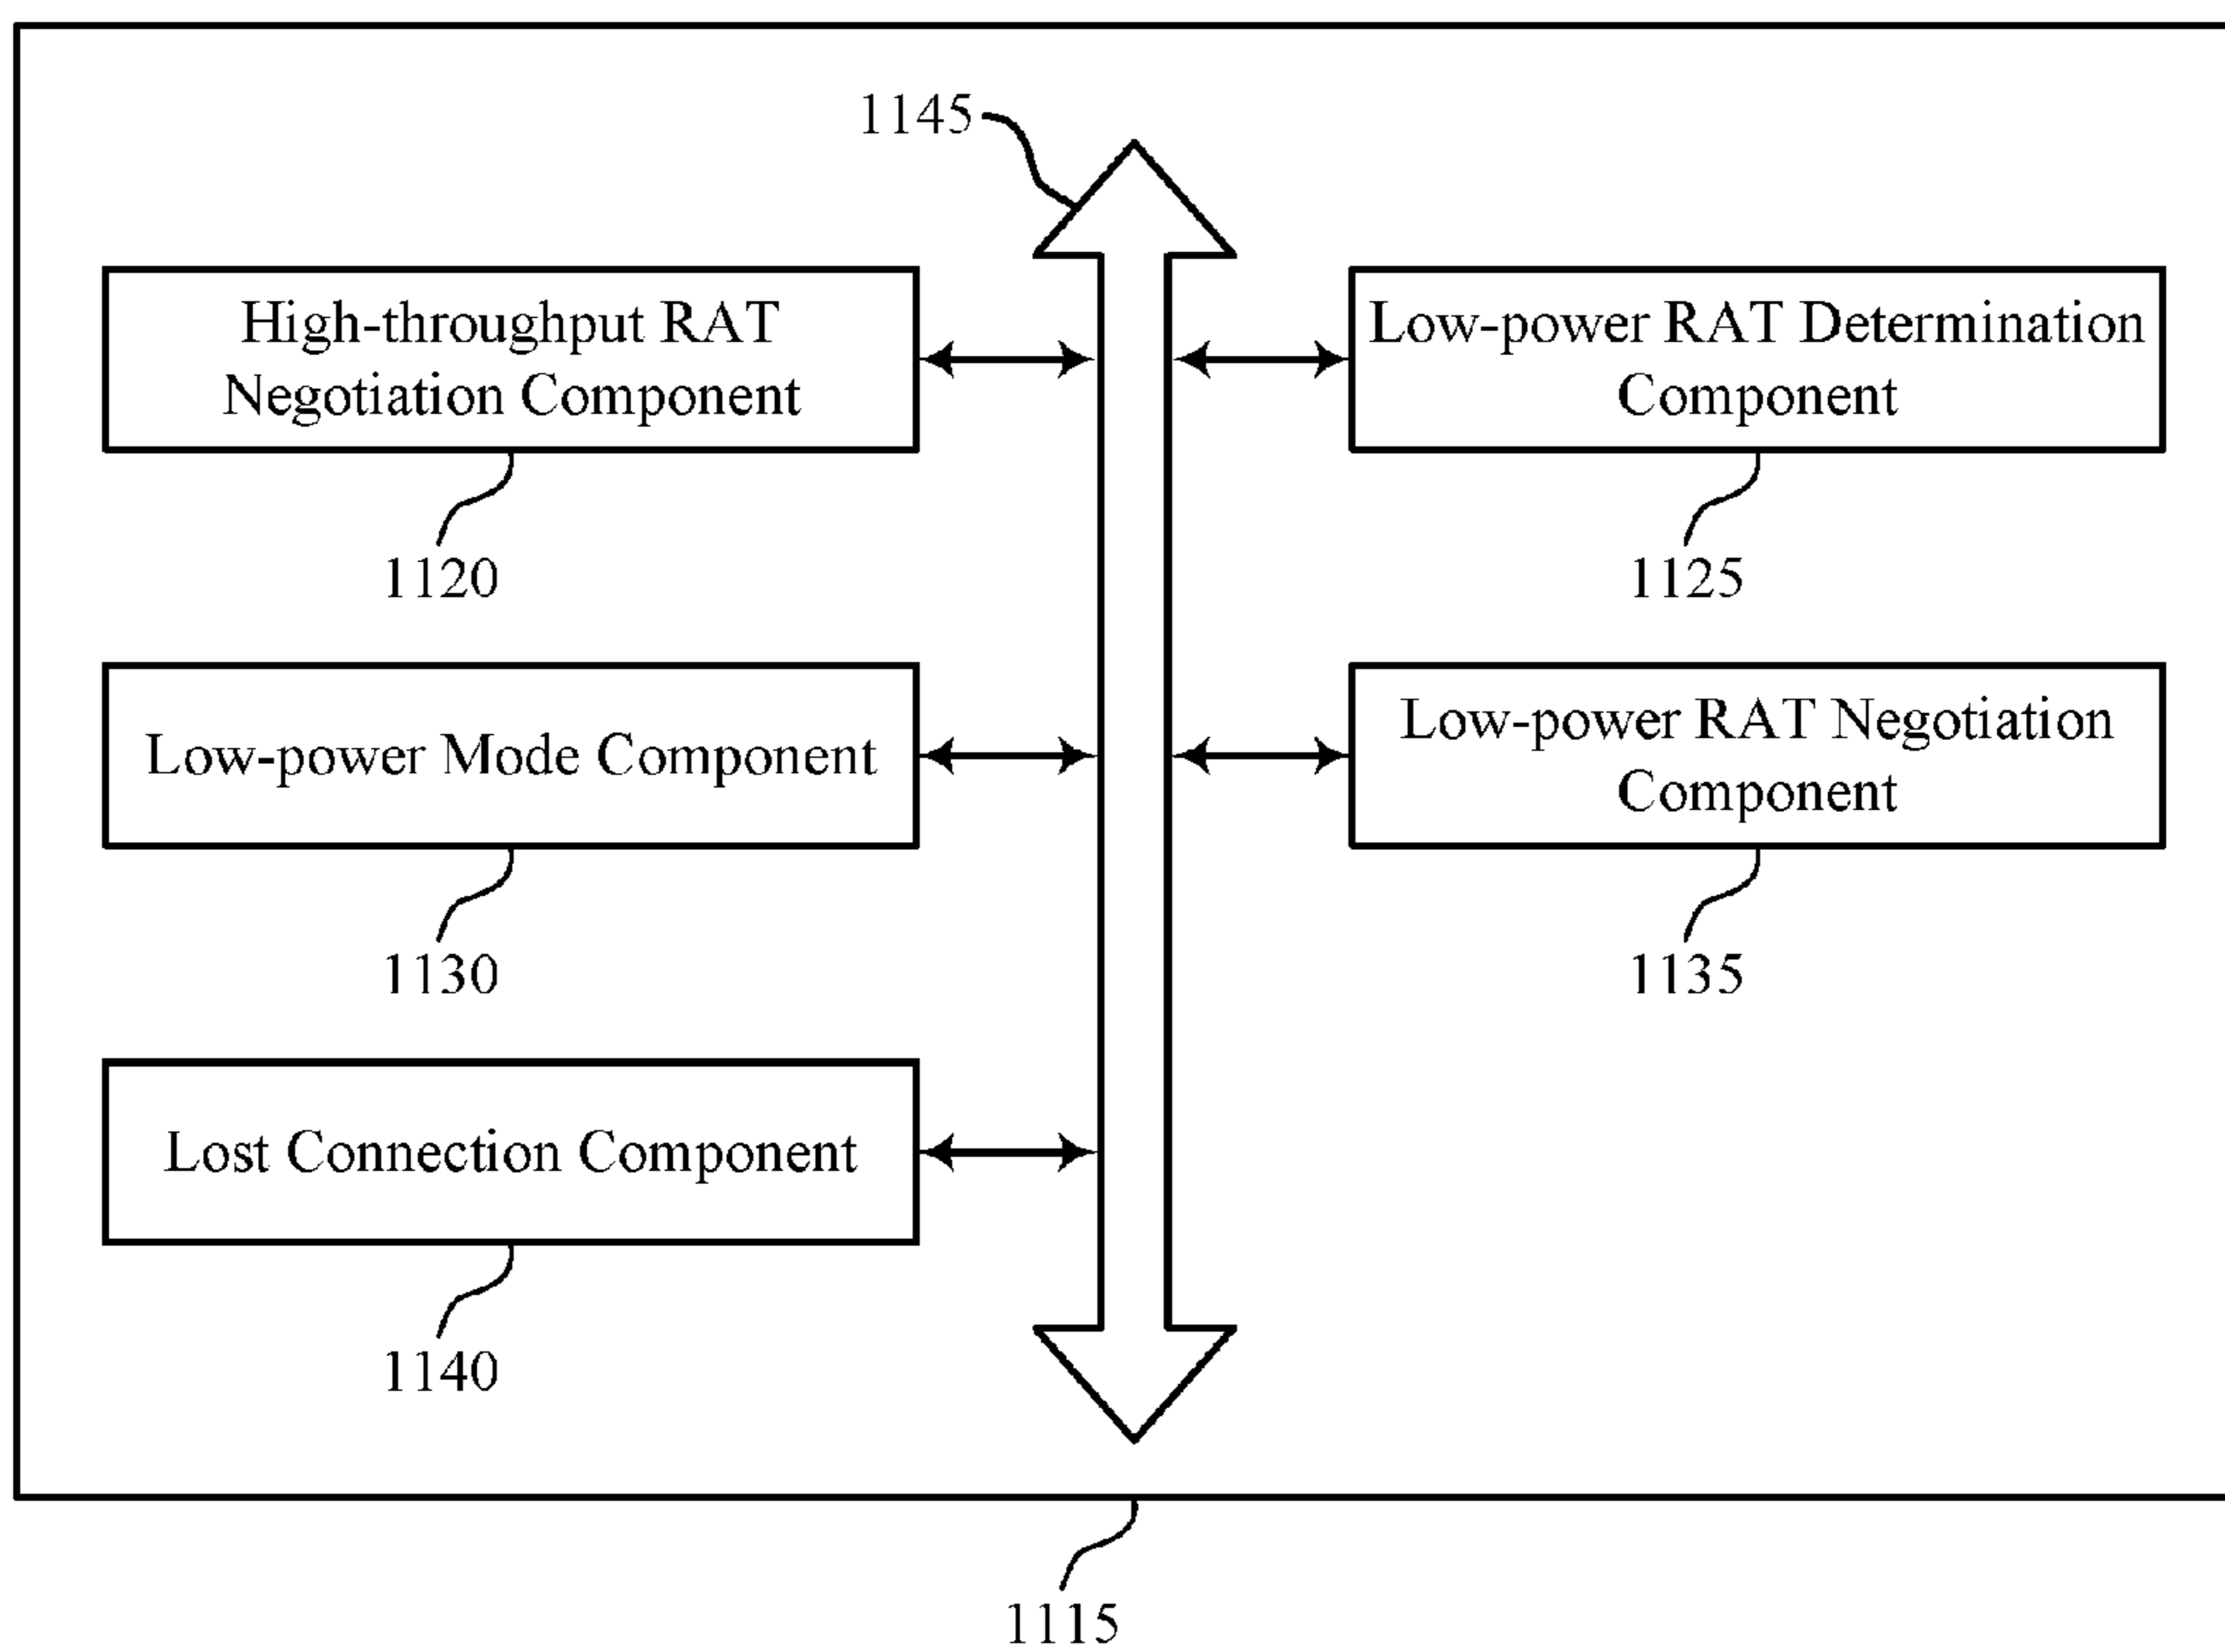 1145
High-throughput RAT
Negotiation Component
Low-power RAT Determination
Component
1120
1125
Low-power Mode Component
Low-power RAT Negotiation
Component
1130
1135
Lost Connection Component
1140
1115